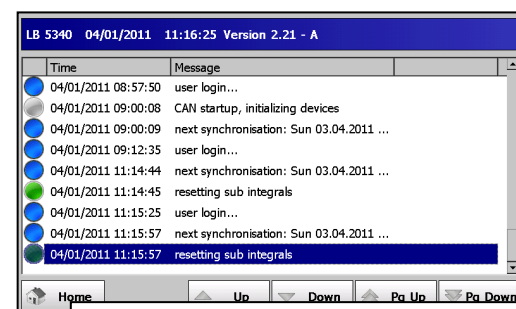 LB 5340 04/01/2011 11:16:25 Version 2.21 - A
Time Message
04/01/2011 08:57:50 user login...
04/01/2011 09:00:08 CAN startup, initializing devices
04/01/2011 09:00:09 next synchronisation: Sun 03.04.2011 ...
04/01/2011 09:12:35 user login...
04/01/2011 11:14:44 next synchronisation: Sun 03.04.2011 ...
04/01/2011 11:14:45 resetting sub integrals
04/01/2011 11:15:25 user login...
04/01/2011 11:15:57 next synchronisation: Sun 03.04.2011 ...
04/01/2011 11:15:57 resetting sub integrals
Home Up Down Pg Up Pg Down